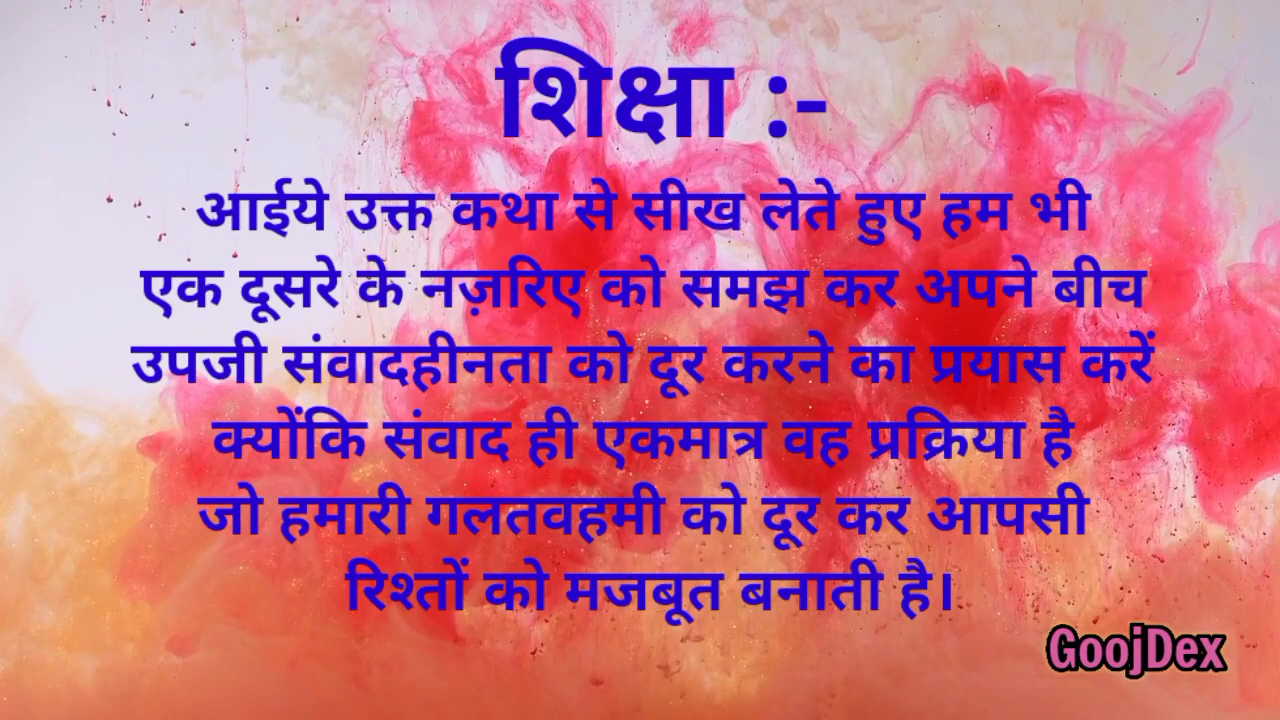 शिक्षा :-
आईये उक्त कथा से सीख लेते हुए हम भी
एक दूसरे के नज़रिए को समझ कर अपने बीच
उपजी संवादहीनता को दूर करने का प्रयास करें
क्योंकि संवाद ही एकमात्र वह प्रक्रिया है
जो हमारी गलतवहमी को दूर कर आपसी
रिश्तों को मजबूत बनाती है।
GoojDex